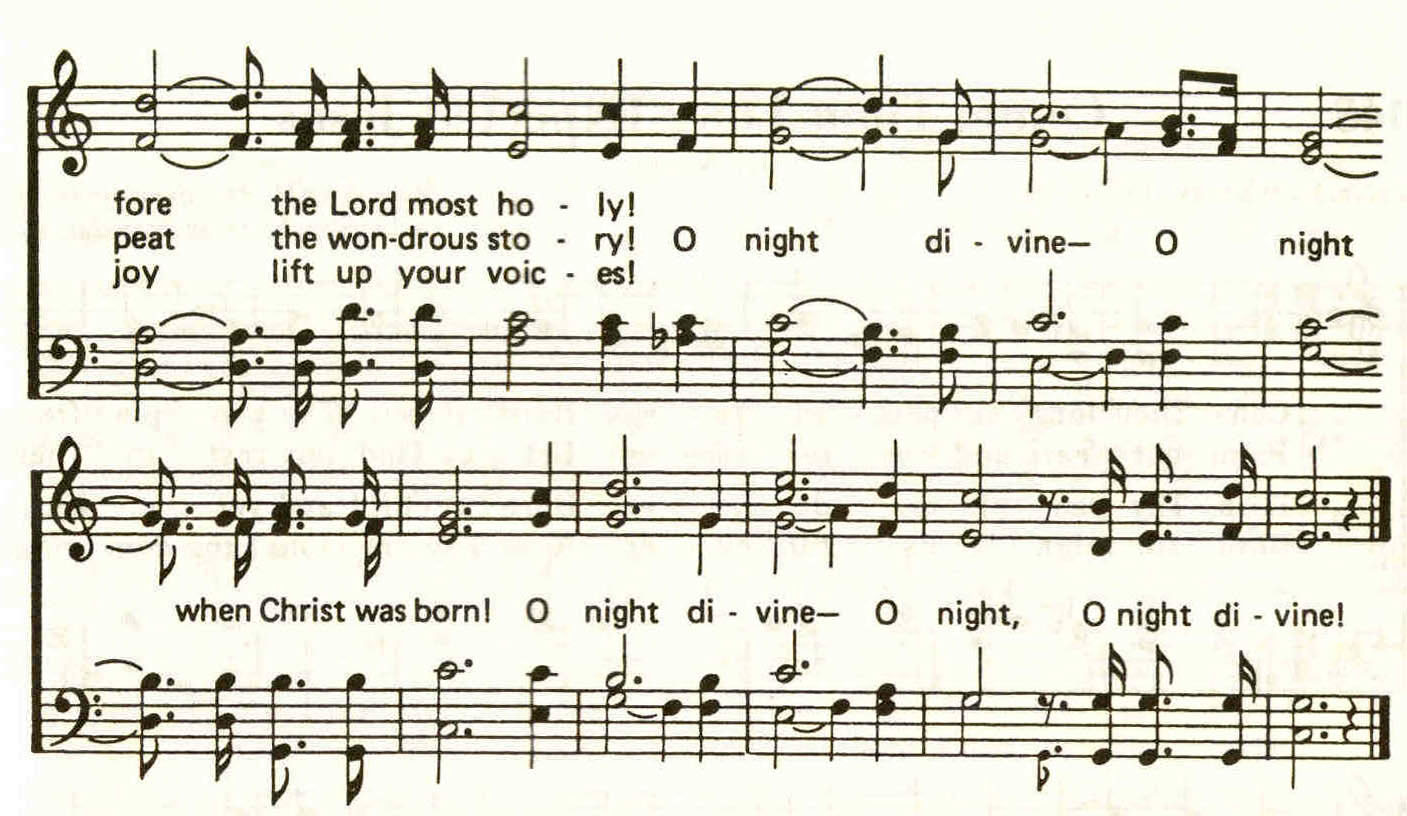 fore the Lord most ho - ly!
peat the won-drous sto - ry! O night di - vine— O night
joy lift up your voic - es!
when Christ was born! O night di - vine— O night, O night di - vine!